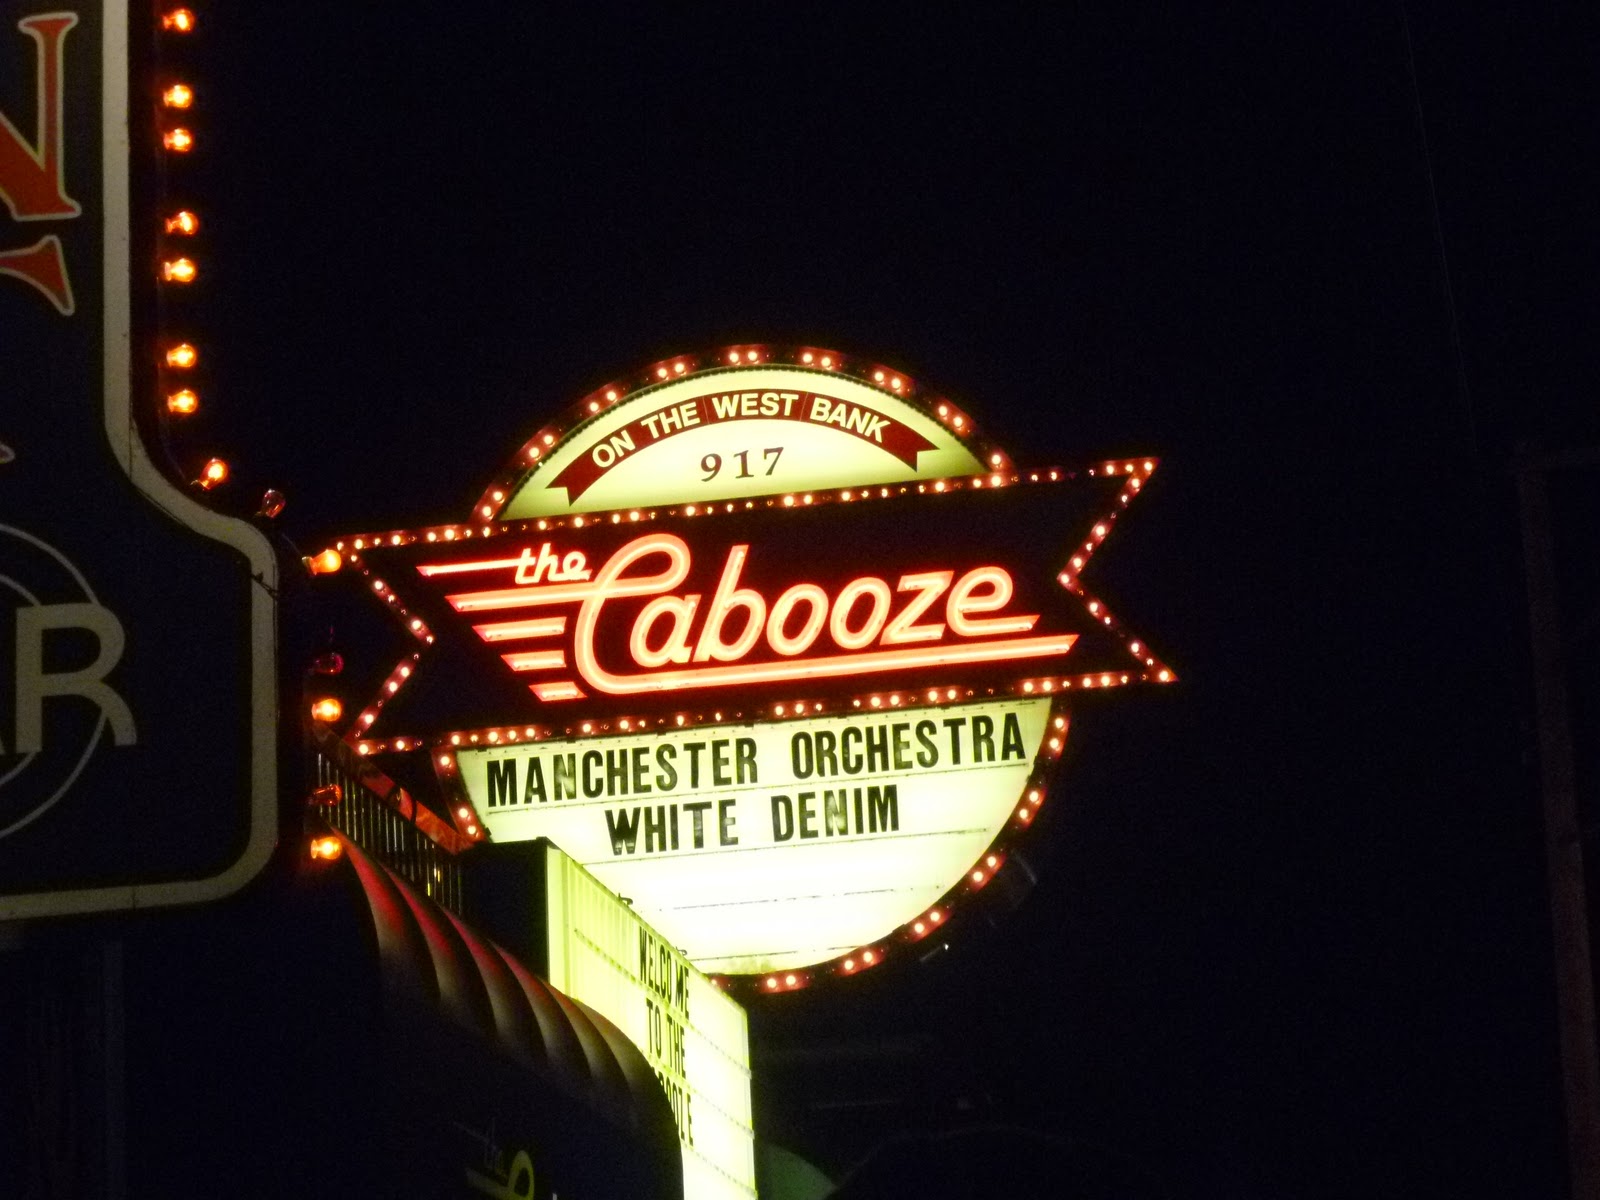 ON THE WEST BANK
917
the Cabooze
MANCHESTER ORCHESTRA
WHITE DENIM
WELCOME
TO THE